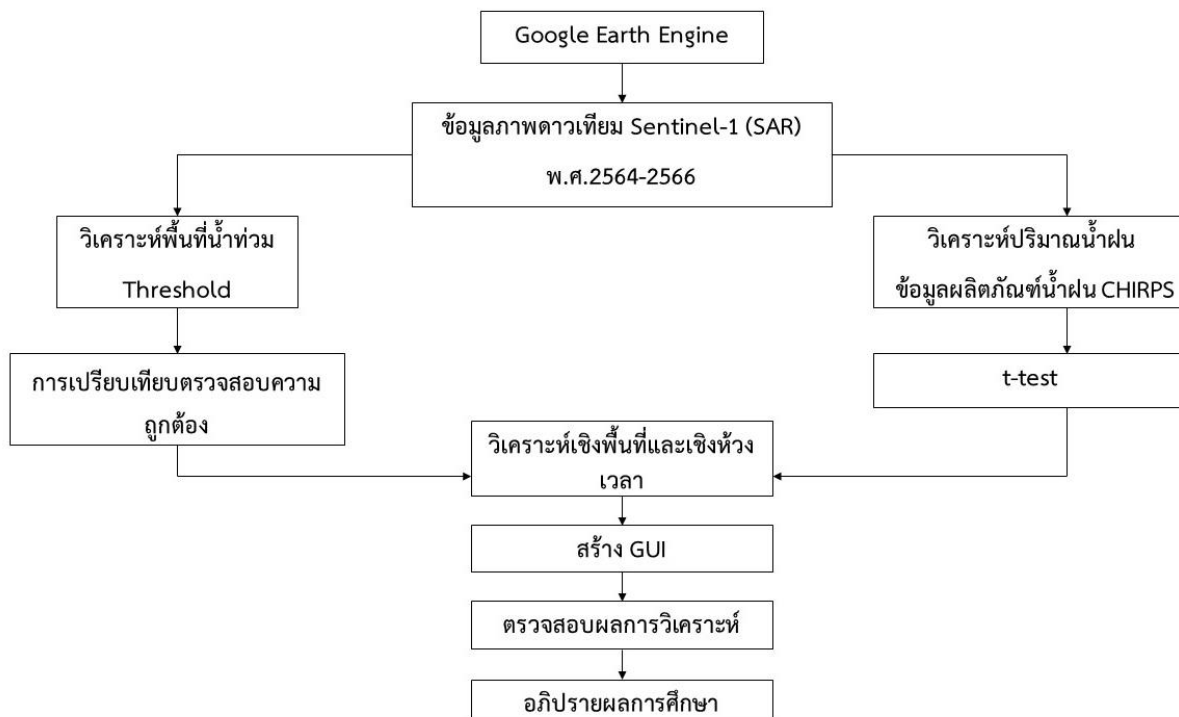 Google Earth Engine
ข้อมูลภาพดาวเทียม Sentinel-1 (SAR)
พ.ศ.2564-2566
วิเคราะห์พื้นที่น้ำท่วม
Threshold
วิเคราะห์ปริมาณน้ำฝน
ข้อมูลผลิตภัณฑ์น้ำฝน CHIRPS
การเปรียบเทียบตรวจสอบความ
ถูกต้อง
t-test
วิเคราะห์เชิงพื้นที่และเชิงห้วง
เวลา
สร้าง GUI
ตรวจสอบผลการวิเคราะห์
อภิปรายผลการศึกษา